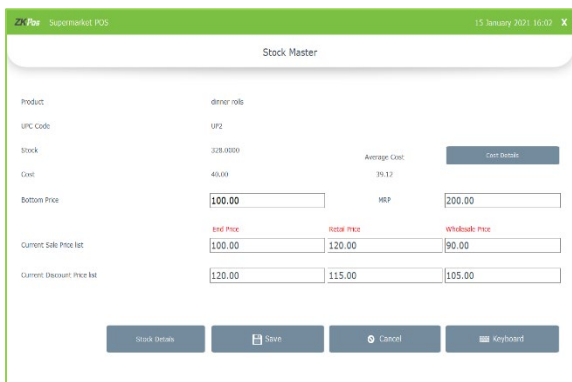 ZKPos Supermarket POS 15 January 2021 16:02 X
Stock Master
Product dinner rolls
UPC Code UP2
Stock 328.0000
Average Cost Cost Details
Cost 40.00 39.12
Bottom Price 100.00 MRP 200.00
End Price Retail Price Wholesale Price
Current Sale Price list 100.00 120.00 90.00
Current Discount Price list 120.00 115.00 105.00
Stock Details Save Cancel Keyboard